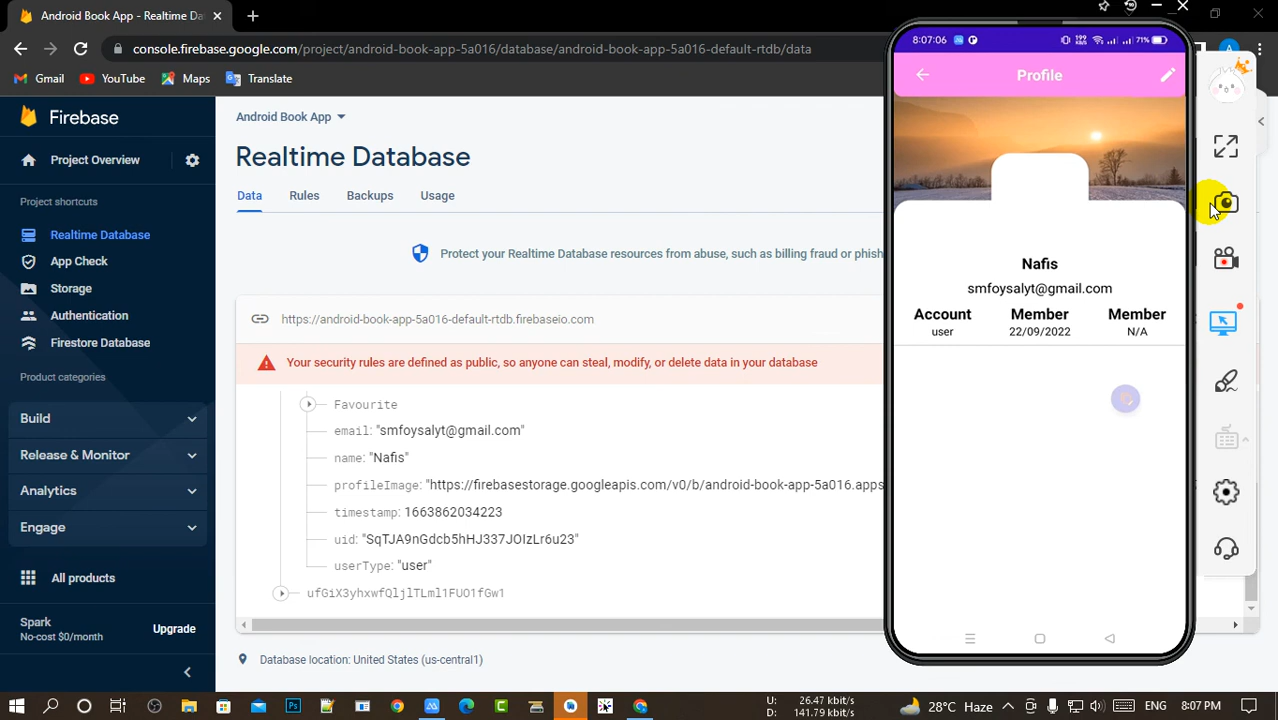 Android Book App - Realtime Da
console.firebase.google.com/project/android-book-app-5a016/database/android-book-app-5a016-default-rtdb/data
Gmail YouTube Maps Translate
Firebase
Project Overview
Project shortcuts
Realtime Database
App Check
Storage
Authentication
Firestore Database
Product categories
Build
Release & Monitor
Analytics
Engage
All products
Spark
No-cost $0/month
Upgrade
Android Book App
Realtime Database
Data Rules Backups Usage
Protect your Realtime Database resources from abuse, such as billing fraud or phish
https://android-book-app-5a016-default-rtdb.firebaseio.com
Your security rules are defined as public, so anyone can steal, modify, or delete data in your database
Favourite
email: "smfoysalyt@gmail.com"
name: "Nafis"
profileImage: "https://firebasestorage.googleapis.com/v0/b/android-book-app-5a016.apps
timestamp: 1663862034223
uid: "SqTJA9nGdcb5hHJ337JOIzLr6u23"
userType: "user"
ufGiX3yhxwfQljlTLml1FUO1fGw1
Database location: United States (us-central1)
8:07:06
71%
Profile
Nafis
smfoysalyt@gmail.com
Account Member Member
user 22/09/2022 N/A
U: 26.47 kbit/s
D: 141.79 kbit/s
28°C Haze
ENG
8:07 PM